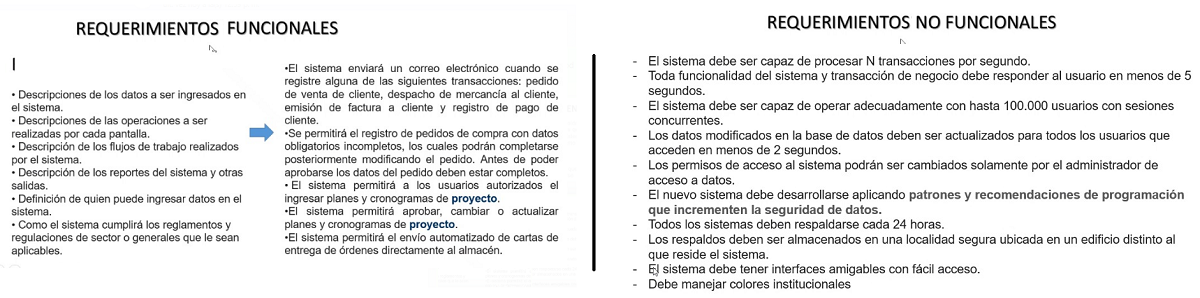 REQUERIMIENTOS FUNCIONALES
• Descripciones de los datos a ser ingresados en
el sistema.
• Descripciones de las operaciones a ser
realizadas por cada pantalla.
• Descripción de los flujos de trabajo realizados
por el sistema.
• Descripción de los reportes del sistema y otras
salidas.
• Definición de quien puede ingresar datos en el
sistema.
• Como el sistema cumplirá los reglamentos y
regulaciones de sector o generales que le sean
aplicables.
•El sistema enviará un correo electrónico cuando se
registre alguna de las siguientes transacciones: pedido
de venta de cliente, despacho de mercancía al cliente,
emisión de factura a cliente y registro de pago de
cliente.
•Se permitirá el registro de pedidos de compra con datos
obligatorios incompletos, los cuales podrán completarse
posteriormente modificando el pedido. Antes de poder
aprobarse los datos del pedido deben estar completos.
• El sistema permitirá a los usuarios autorizados el
ingresar planes y cronogramas de proyecto.
•El sistema permitirá aprobar, cambiar o actualizar
planes y cronogramas de proyecto.
•El sistema permitirá el envío automatizado de cartas de
entrega de órdenes directamente al almacén.
REQUERIMIENTOS NO FUNCIONALES
- El sistema debe ser capaz de procesar N transacciones por segundo.
- Toda funcionalidad del sistema y transacción de negocio debe responder al usuario en menos de 5
segundos.
- El sistema debe ser capaz de operar adecuadamente con hasta 100.000 usuarios con sesiones
concurrentes.
- Los datos modificados en la base de datos deben ser actualizados para todos los usuarios que
acceden en menos de 2 segundos.
- Los permisos de acceso al sistema podrán ser cambiados solamente por el administrador de
acceso a datos.
- El nuevo sistema debe desarrollarse aplicando patrones y recomendaciones de programación
que incrementen la seguridad de datos.
- Todos los sistemas deben respaldarse cada 24 horas.
- Los respaldos deben ser almacenados en una localidad segura ubicada en un edificio distinto al
que reside el sistema.
- El sistema debe tener interfaces amigables con fácil acceso.
- Debe manejar colores institucionales